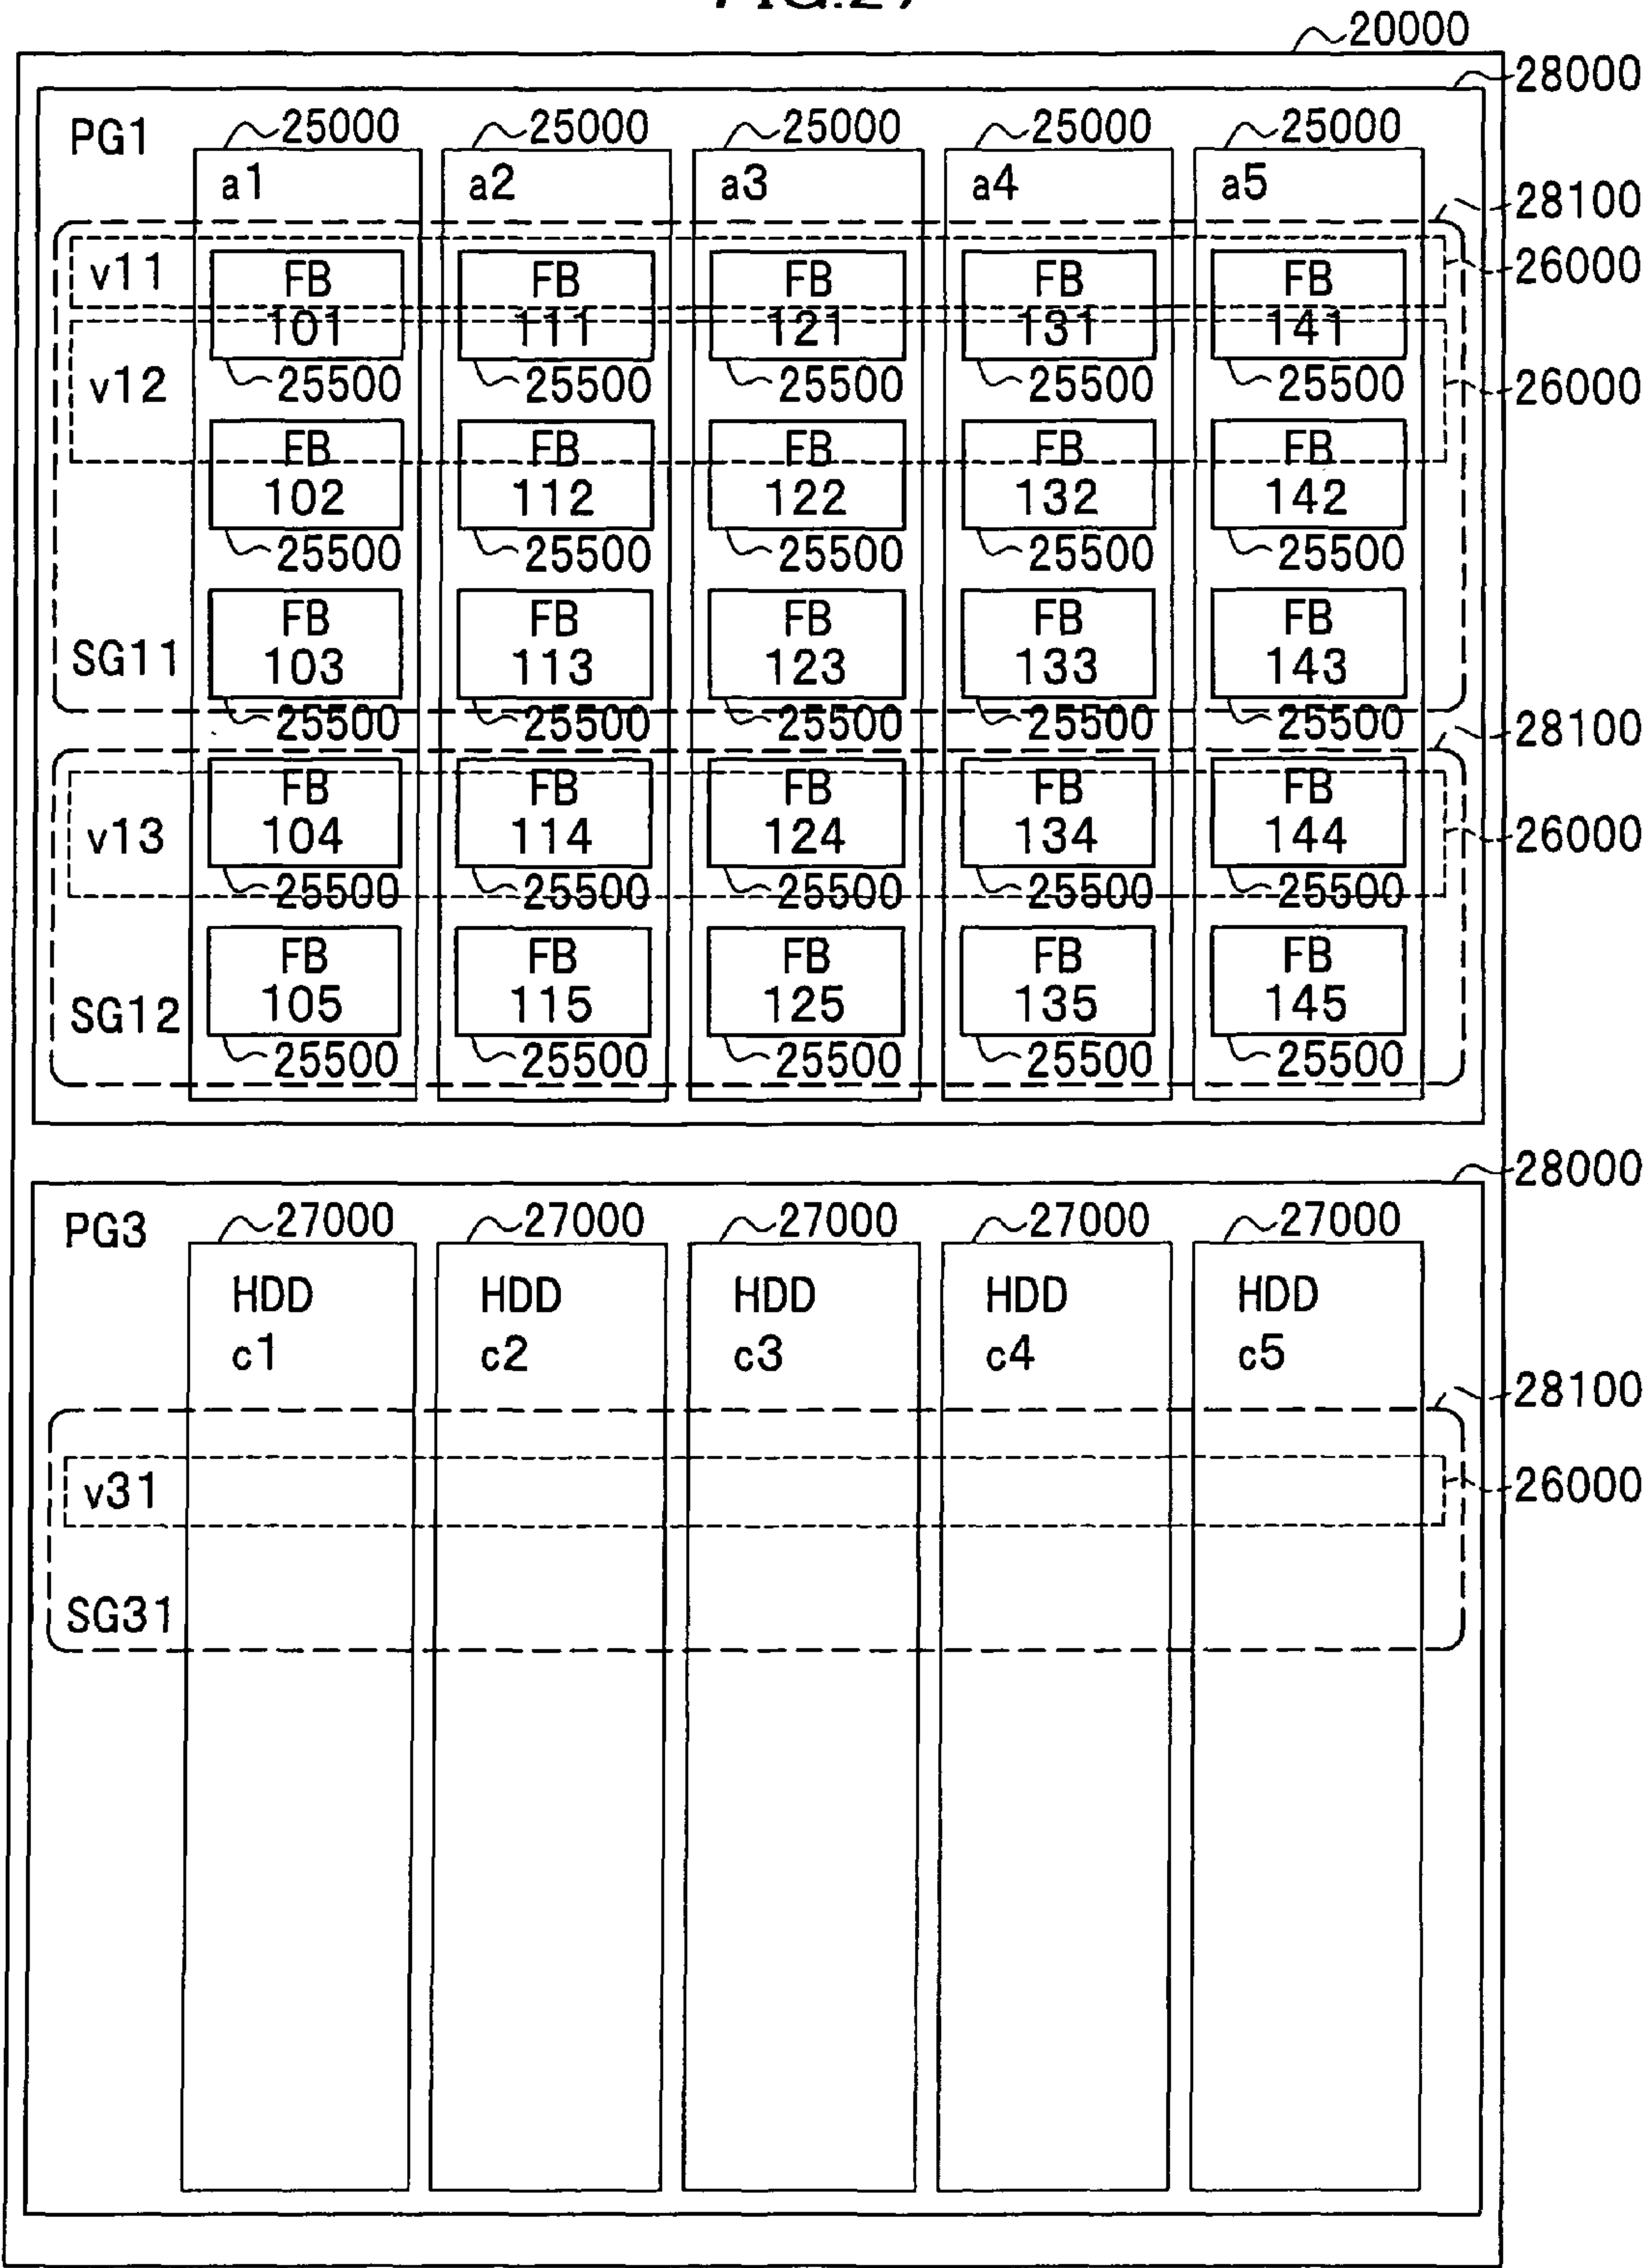 20000
28000
PG1
25000 25000 25000 25000 25000
a1 a2 a3 a4 a5
28100
v11
26000
FB 101
FB 111
FB 121
FB 131
FB 141
v12
26000
25500 25500 25500 25500 25500
FB 102
FB 112
FB 122
FB 132
FB 142
25500 25500 25500 25500 25500
SG11
FB 103
FB 113
FB 123
FB 133
FB 143
25500 25500 25500 25500 25500
28100
v13
FB 104
FB 114
FB 124
FB 134
FB 144
26000
25500 25500 25500 25500 25500
SG12
FB 105
FB 115
FB 125
FB 135
FB 145
25500 25500 25500 25500 25500
28000
PG3
27000 27000 27000 27000 27000
HDD c1
HDD c2
HDD c3
HDD c4
HDD c5
28100
v31
26000
SG31